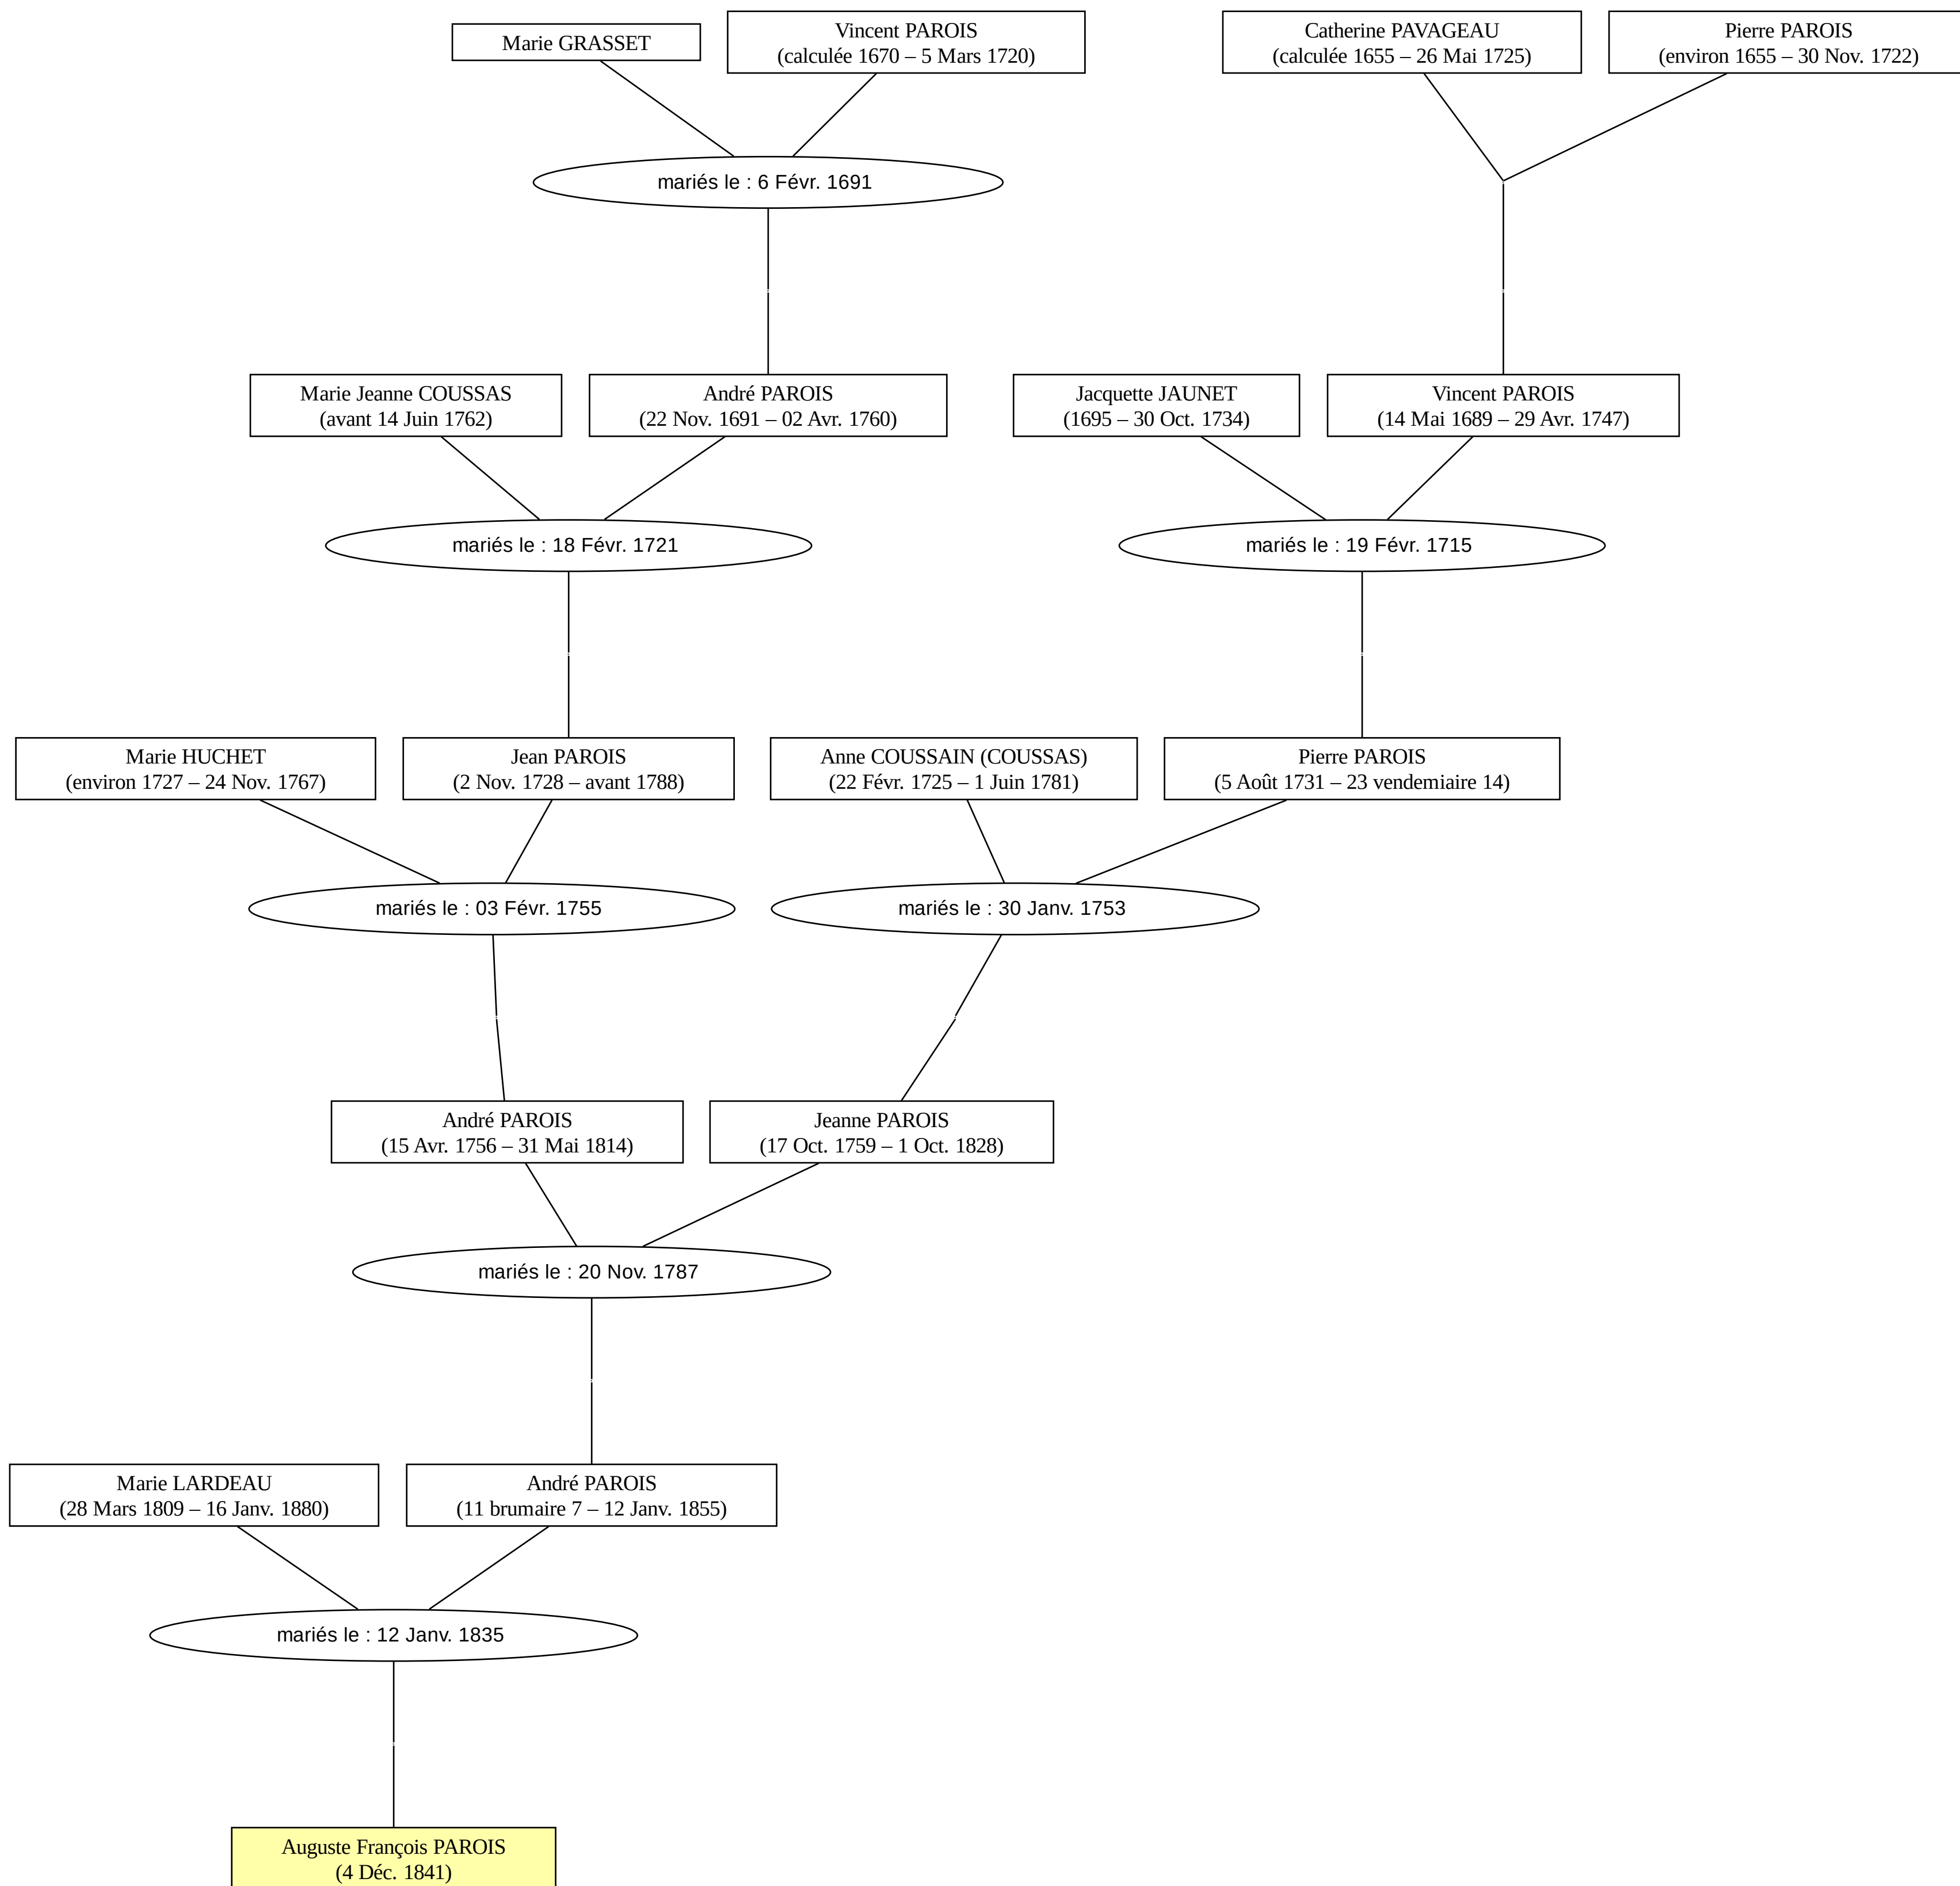 Marie GRASSET
Vincent PAROIS
(calculée 1670 – 5 Mars 1720)
Catherine PAVAGEAU
(calculée 1655 – 26 Mai 1725)
Pierre PAROIS
(environ 1655 – 30 Nov. 1722)
mariés le : 6 Févr. 1691
Marie Jeanne COUSSAS
(avant 14 Juin 1762)
André PAROIS
(22 Nov. 1691 – 02 Avr. 1760)
Jacquette JAUNET
(1695 – 30 Oct. 1734)
Vincent PAROIS
(14 Mai 1689 – 29 Avr. 1747)
mariés le : 18 Févr. 1721
mariés le : 19 Févr. 1715
Marie HUCHET
(environ 1727 – 24 Nov. 1767)
Jean PAROIS
(2 Nov. 1728 – avant 1788)
Anne COUSSAIN (COUSSAS)
(22 Févr. 1725 – 1 Juin 1781)
Pierre PAROIS
(5 Août 1731 – 23 vendemiaire 14)
mariés le : 03 Févr. 1755
mariés le : 30 Janv. 1753
André PAROIS
(15 Avr. 1756 – 31 Mai 1814)
Jeanne PAROIS
(17 Oct. 1759 – 1 Oct. 1828)
mariés le : 20 Nov. 1787
Marie LARDEAU
(28 Mars 1809 – 16 Janv. 1880)
André PAROIS
(11 brumaire 7 – 12 Janv. 1855)
mariés le : 12 Janv. 1835
Auguste François PAROIS
(4 Déc. 1841)